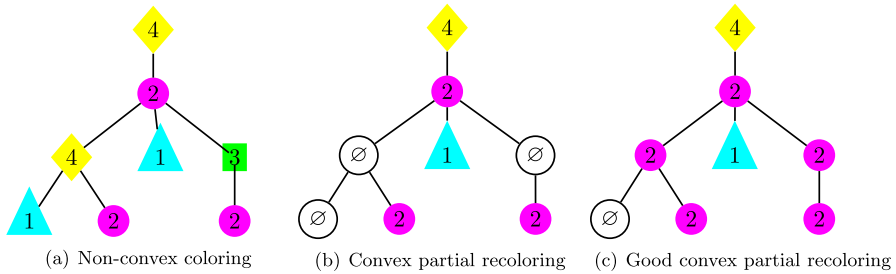 4 4 4
2 2 2
4 1 3 ∅ 1 ∅ 2 1 2
1 2 2 ∅ 2 2 ∅ 2 2
(a) Non-convex coloring (b) Convex partial recoloring (c) Good convex partial recoloring